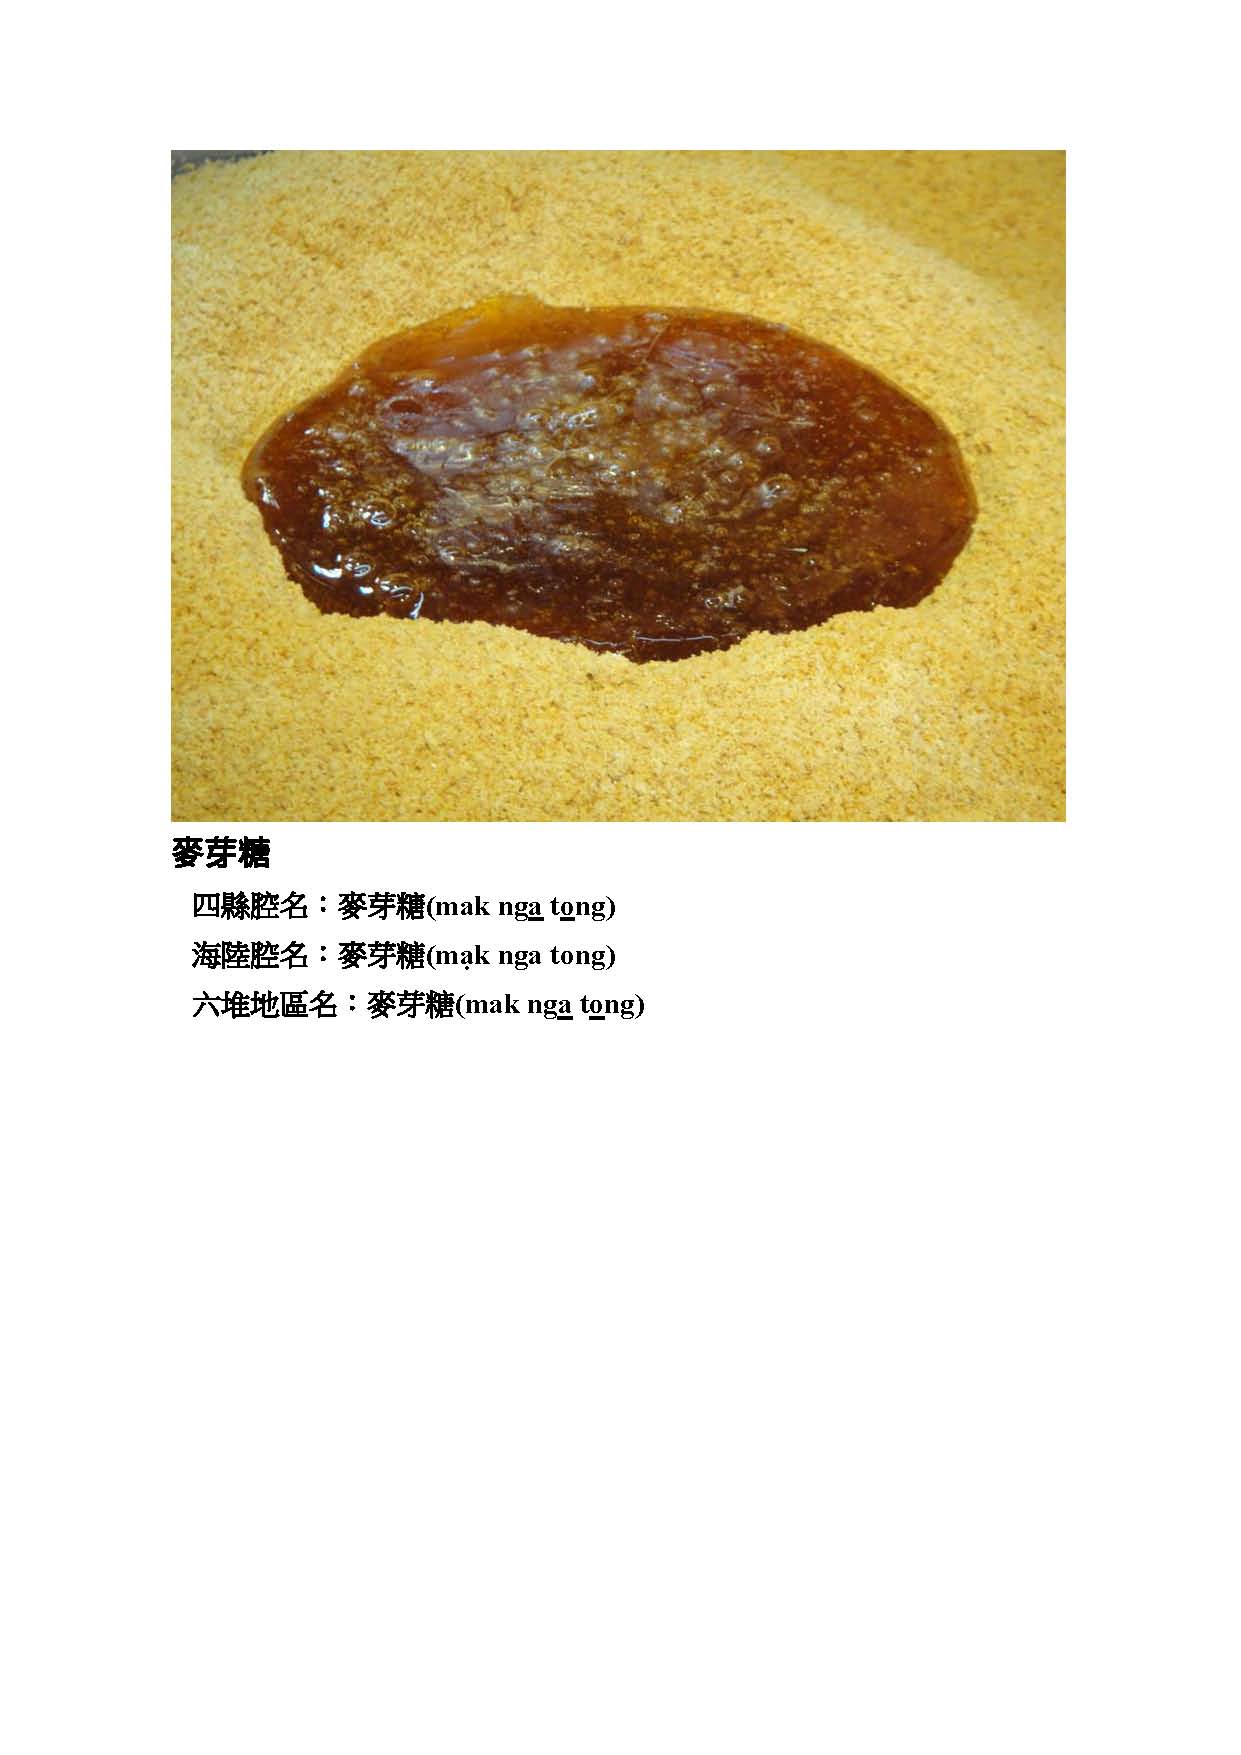 麥芽糖
四縣腔名：麥芽糖(mak nga̲ to̲ng)
海陸腔名：麥芽糖(mạk nga tong)
六堆地區名：麥芽糖(mak nga̲ to̲ng)